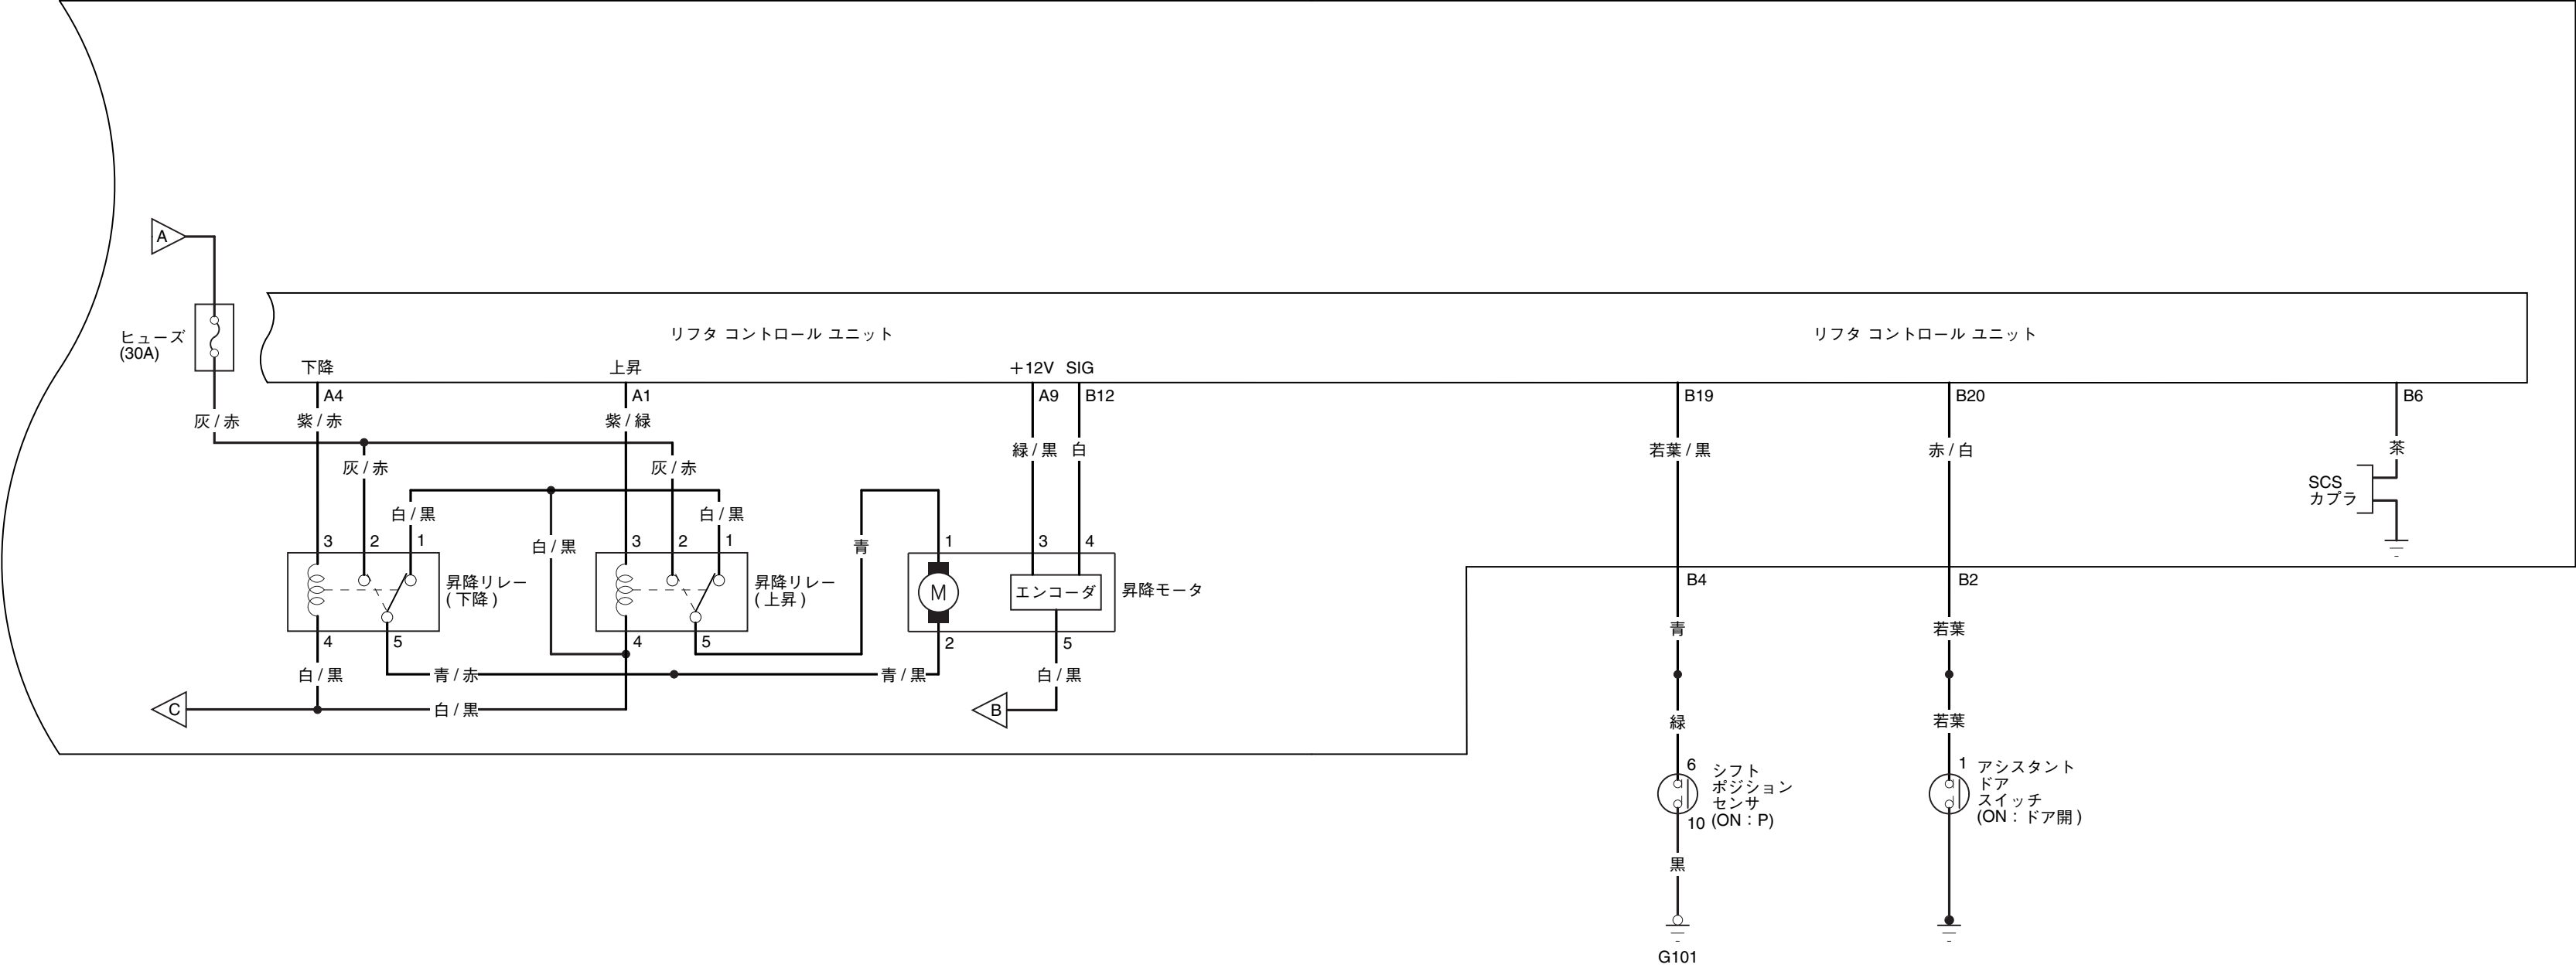 A
ヒューズ
(30A)
リフタ コントロール ユニット
リフタ コントロール ユニット
下降
上昇
＋12V
SIG
A4
A1
A9
B12
B19
B20
B6
灰 / 赤
紫 / 赤
紫 / 緑
緑 / 黒
白
若葉 / 黒
赤 / 白
茶
灰 / 赤
灰 / 赤
SCS
カプラ
白 / 黒
白 / 黒
白 / 黒
青
3
2
1
3
2
1
1
3
4
昇降リレー
( 下降 )
昇降リレー
( 上昇 )
M
エンコーダ
昇降モータ
B4
B2
4
5
4
5
2
5
青
若葉
白 / 黒
青 / 赤
青 / 黒
白 / 黒
C
白 / 黒
B
緑
若葉
6
シフト
ポジション
センサ
(ON：P)
10
1
アシスタント
ドア
スイッチ
(ON：ドア開 )
黒
G101